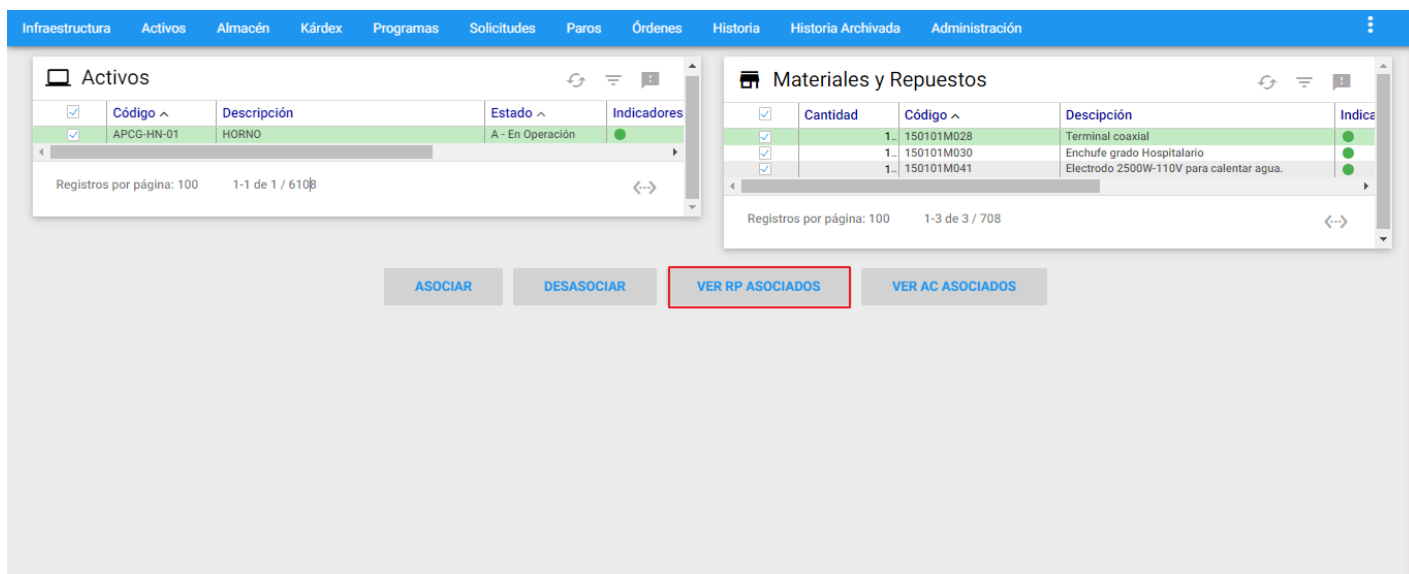 Infraestructura Activos Almacén Kárdex Programas Solicitudes Paros Órdenes Historia Historia Archivada Administración
Activos
Código Descripción Estado Indicadores
APCG-HN-01 HORNO A - En Operación
Registros por página: 100 1-1 de 1 / 6108
Materiales y Repuestos
Cantidad Código Descipción Indica
1.. 150101M028 Terminal coaxial
1.. 150101M030 Enchufe grado Hospitalario
1.. 150101M041 Electrodo 2500W-110V para calentar agua.
Registros por página: 100 1-3 de 3 / 708
ASOCIAR DESASOCIAR VER RP ASOCIADOS VER AC ASOCIADOS